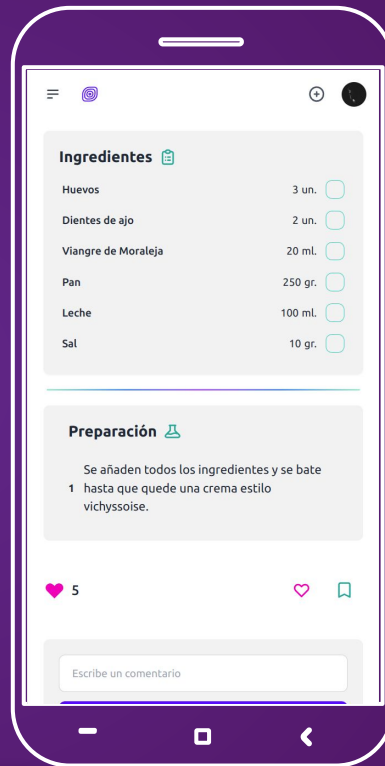 Ingredientes
Huevos 3 un.
Dientes de ajo 2 un.
Viangre de Moraleja 20 ml.
Pan 250 gr.
Leche 100 ml.
Sal 10 gr.
Preparación
Se añaden todos los ingredientes y se bate
1 hasta que quede una crema estilo
vichyssoise.
5
Escribe un comentario